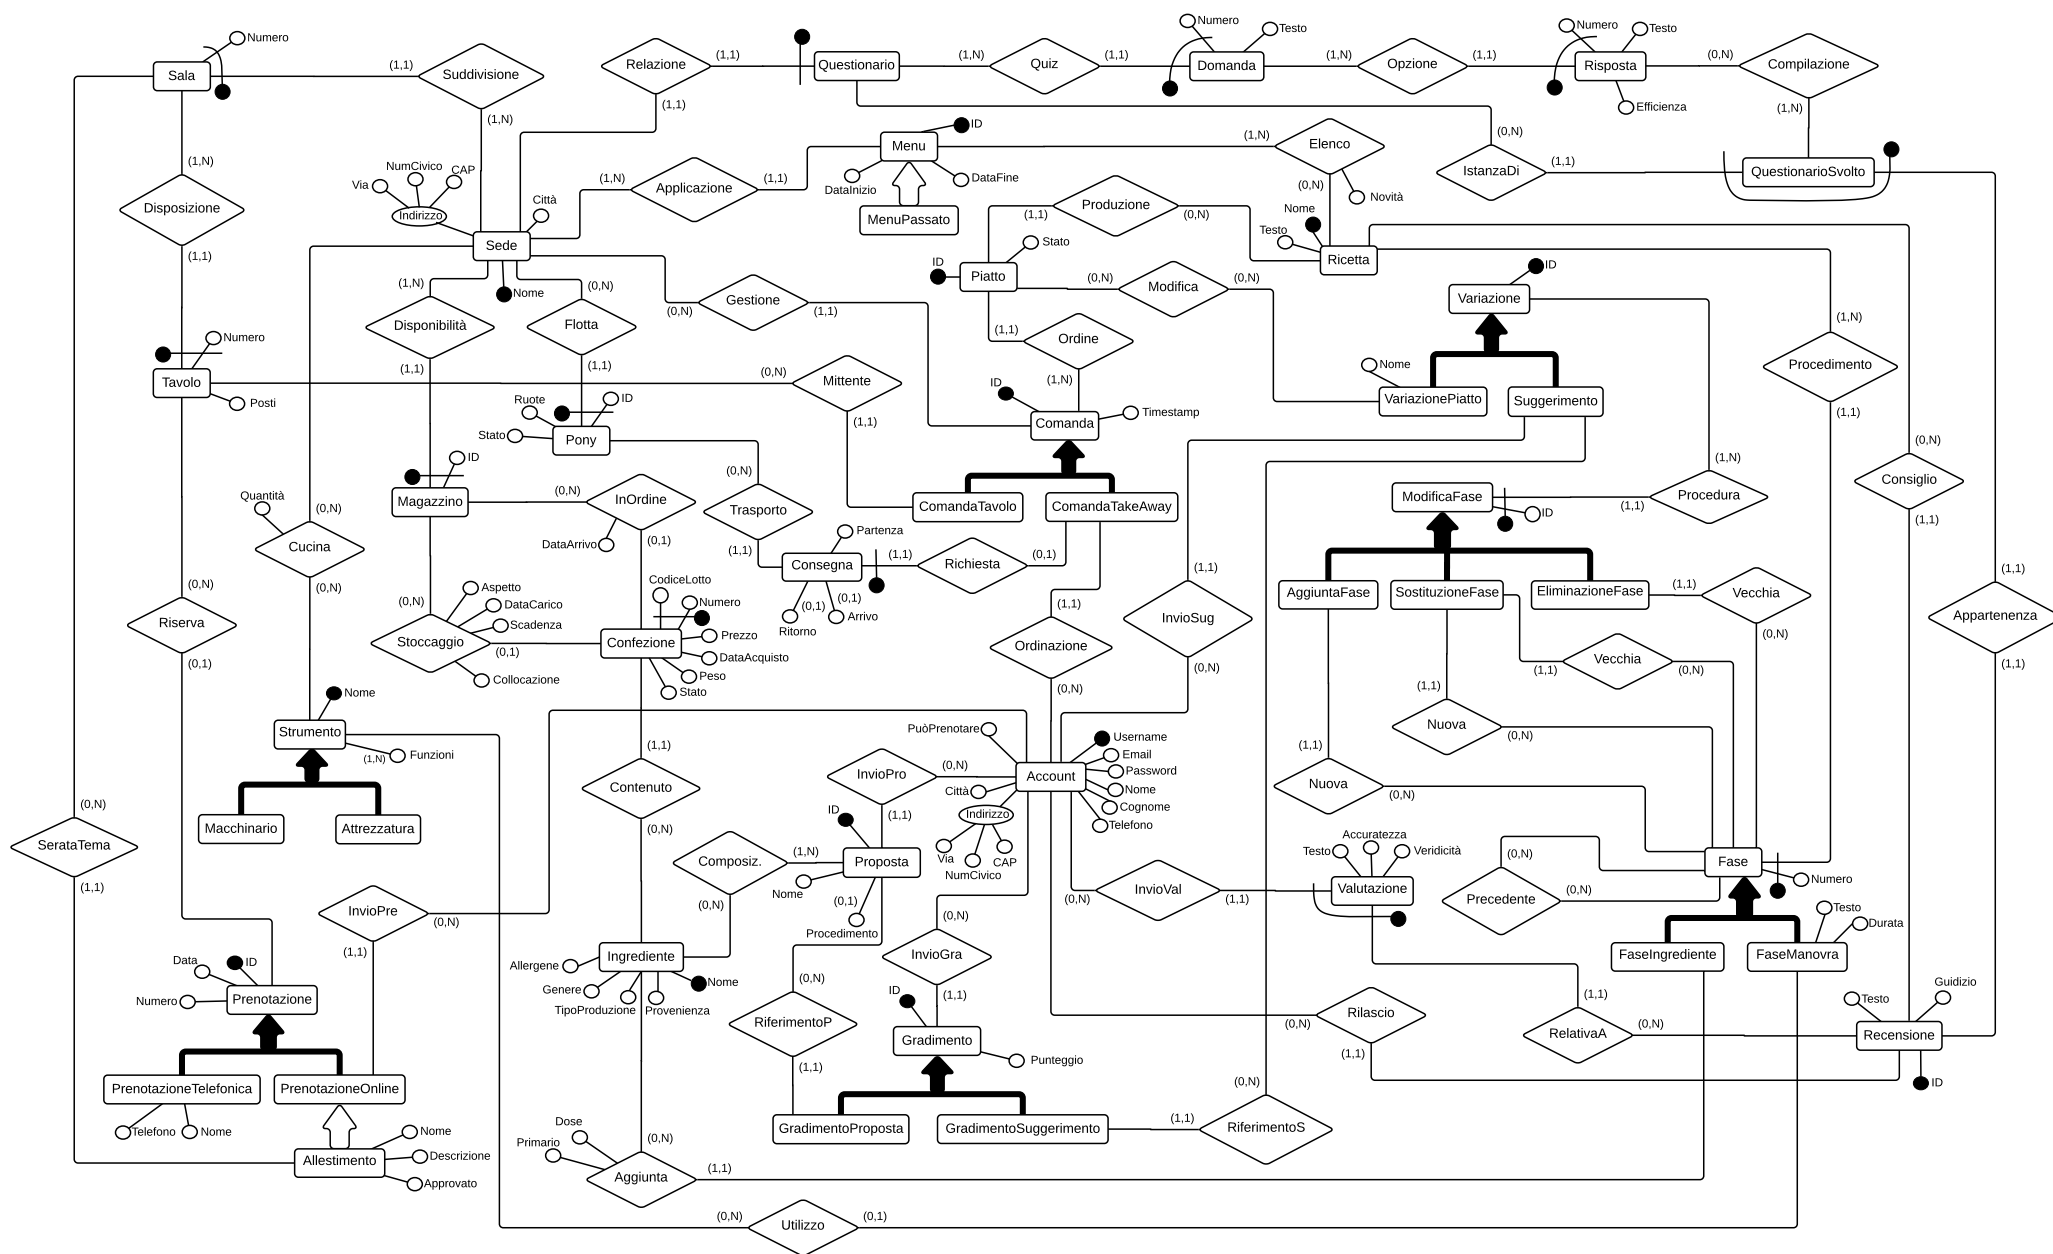 Numero
Sala
(1,1)
Suddivisione
(1,N)
Relazione
(1,1)
(1,1)
Questionario
(1,N)
Quiz
(1,1)
Numero
Testo
Domanda
(1,N)
Opzione
(1,1)
Numero
Testo
Risposta
Efficienza
(0,N)
Compilazione
(1,N)
(0,N)
IstanzaDi
(1,1)
QuestionarioSvolto
ID
Menu
DataInizio
DataFine
MenuPassato
(1,N)
Elenco
(0,N)
Novità
(1,N)
Applicazione
(1,1)
(1,N)
Disposizione
(1,1)
Via
NumCivico
CAP
Indirizzo
Città
Sede
Nome
(1,1)
Produzione
(0,N)
Nome
Testo
Ricetta
Stato
ID
Piatto
(0,N)
Modifica
(0,N)
ID
Variazione
(1,N)
Disponibilità
(1,1)
(0,N)
Flotta
(1,1)
(0,N)
Gestione
(1,1)
(1,1)
Ordine
(1,N)
Nome
VariazionePiatto
Suggerimento
(1,N)
Procedimento
(1,1)
Numero
Tavolo
Posti
(0,N)
Mittente
(1,1)
ID
Comanda
Timestamp
ComandaTavolo
ComandaTakeAway
Ruote
ID
Stato
Pony
ID
Magazzino
(0,N)
InOrdine
DataArrivo
(0,1)
(0,N)
Trasporto
(1,1)
Partenza
Consegna
(0,1)
(0,1)
Ritorno
Arrivo
(1,1)
Richiesta
(0,1)
(1,N)
Procedura
(1,1)
ModificaFase
ID
(0,N)
Consiglio
(1,1)
Quantità
(0,N)
Cucina
(0,N)
(0,N)
Riserva
(0,1)
(0,N)
Stoccaggio
(0,1)
Aspetto
DataCarico
Scadenza
Collocazione
CodiceLotto
Numero
Confezione
Prezzo
DataAcquisto
Peso
Stato
(1,1)
Ordinazione
(0,N)
(1,1)
InvioSug
(0,N)
AggiuntaFase
SostituzioneFase
EliminazioneFase
(1,1)
Vecchia
(0,N)
(1,1)
Vecchia
(0,N)
(1,1)
Appartenenza
(1,1)
(1,1)
Nuova
(0,N)
(1,1)
Nuova
(0,N)
Nome
Strumento
(1,N)
Funzioni
Macchinario
Attrezzatura
(1,1)
Contenuto
(0,N)
PuòPrenotare
Username
Email
Password
Nome
Cognome
Telefono
Account
Città
Indirizzo
Via
NumCivico
CAP
InvioPro
(0,N)
(1,1)
ID
Proposta
Nome
(0,1)
Procedimento
Composiz.
(1,N)
(0,N)
(0,N)
SerataTema
(1,1)
InvioPre
(0,N)
(1,1)
(0,N)
InvioVal
(1,1)
Testo
Accuratezza
Veridicità
Valutazione
(0,N)
Precedente
(0,N)
Fase
Numero
FaseIngrediente
FaseManovra
Testo
Durata
Ingrediente
Allergene
Genere
TipoProduzione
Provenienza
Nome
(0,N)
InvioGra
(1,1)
ID
Gradimento
Punteggio
(0,N)
RiferimentoP
(1,1)
(0,N)
Rilascio
(1,1)
(1,1)
RelativaA
(0,N)
Testo
Guidizio
Recensione
ID
Data
ID
Numero
Prenotazione
PrenotazioneTelefonica
PrenotazioneOnline
Telefono
Nome
Allestimento
Nome
Descrizione
Approvato
GradimentoProposta
GradimentoSuggerimento
(1,1)
(0,N)
RiferimentoS
Dose
Primario
(0,N)
Aggiunta
(1,1)
(0,N)
Utilizzo
(0,1)